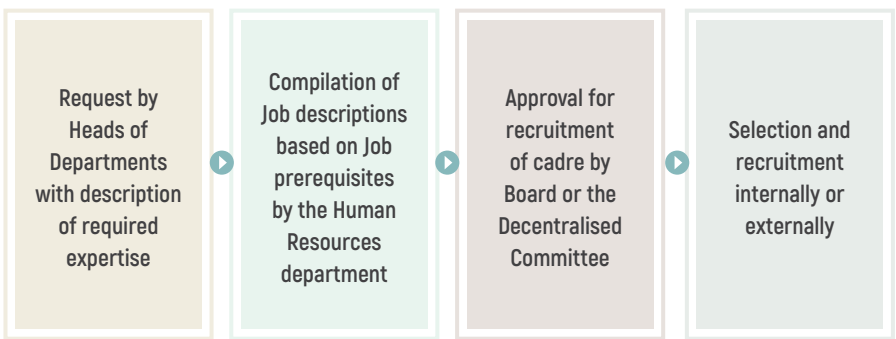 Request by
Heads of
Departments
with description
of required
expertise
Compilation of
Job descriptions
based on Job
prerequisites
by the Human
Resources
department
Approval for
recruitment
of cadre by
Board or the
Decentralised
Committee
Selection and
recruitment
internally or
externally